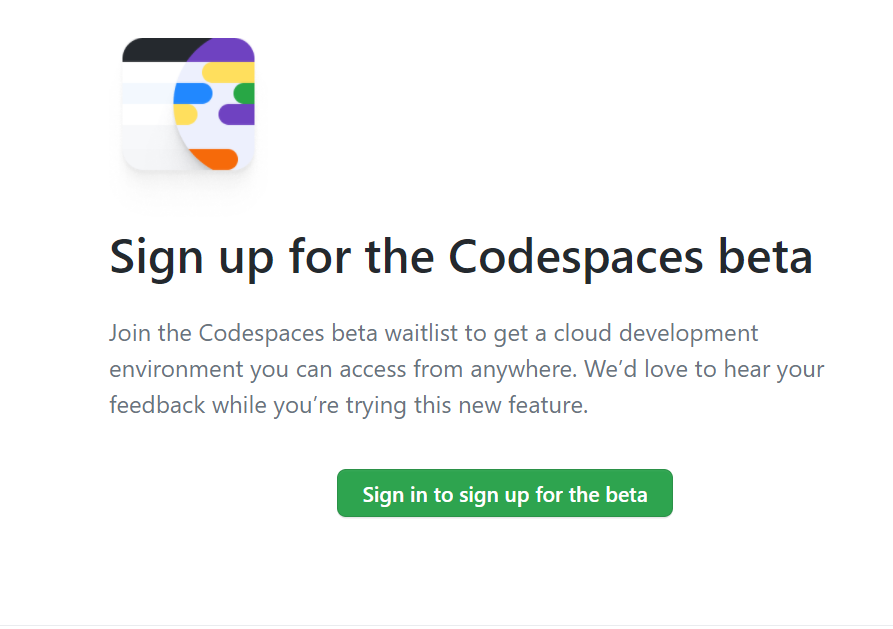 Sign up for the Codespaces beta
Join the Codespaces beta waitlist to get a cloud development
environment you can access from anywhere. We’d love to hear your
feedback while you’re trying this new feature.
Sign in to sign up for the beta